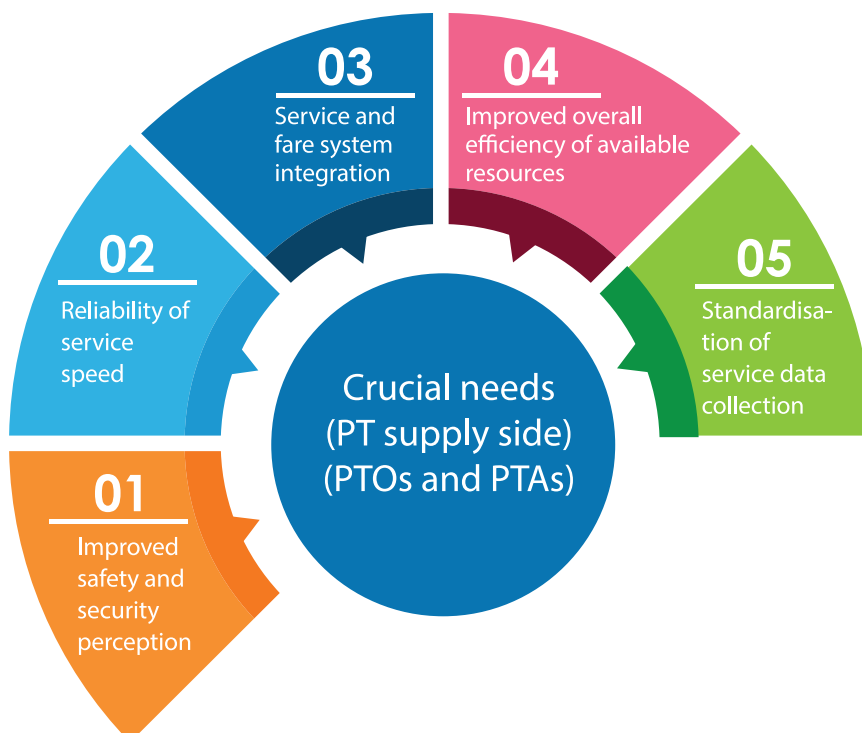 01
Improved
safety and
security
perception
02
Reliability of
service
speed
03
Service and
fare system
integration
04
Improved overall
efficiency of available
resources
05
Standardisa-
tion of
service data
collection
Crucial needs
(PT supply side)
(PTOs and PTAs)